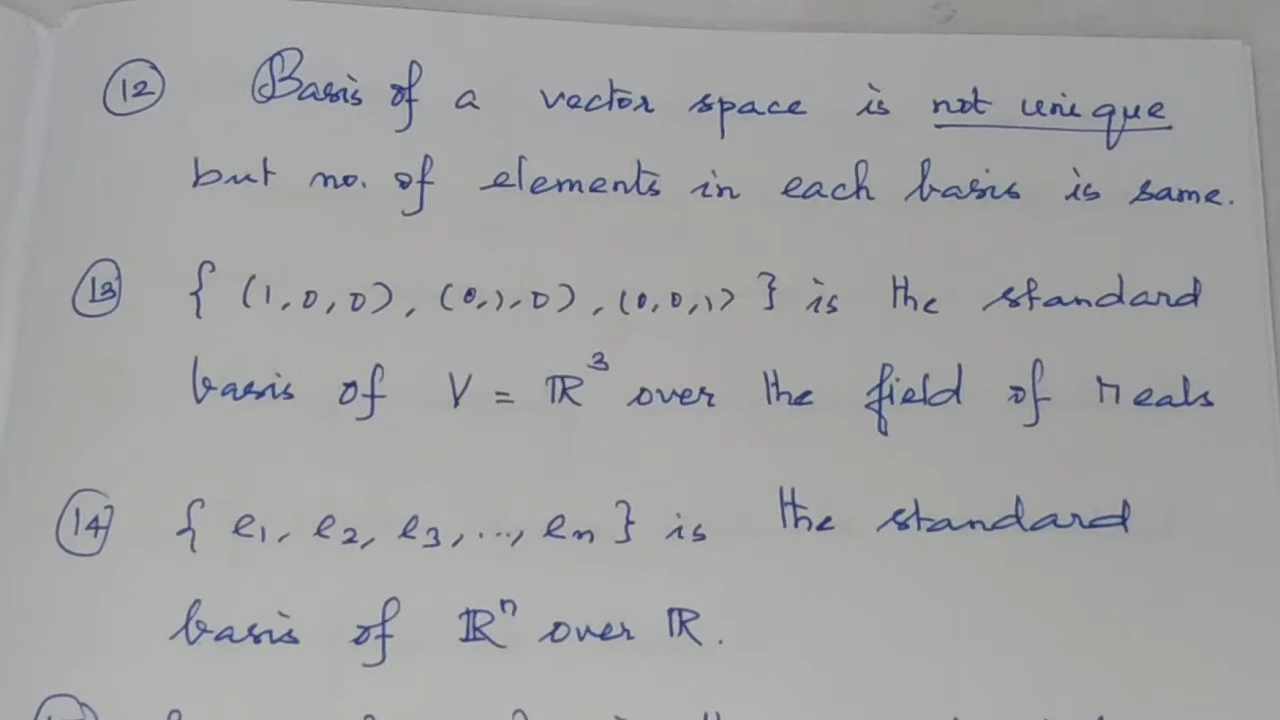 (12) Basis of a vector space is not unique
but no. of elements in each basis is same.
(13) { (1,0,0), (0,1,0), (0,0,1) } is the standard
basis of V = ℝ³ over the field of reals
(14) { e₁, e₂, e₃, ..., eₙ } is the standard
basis of ℝⁿ over ℝ.